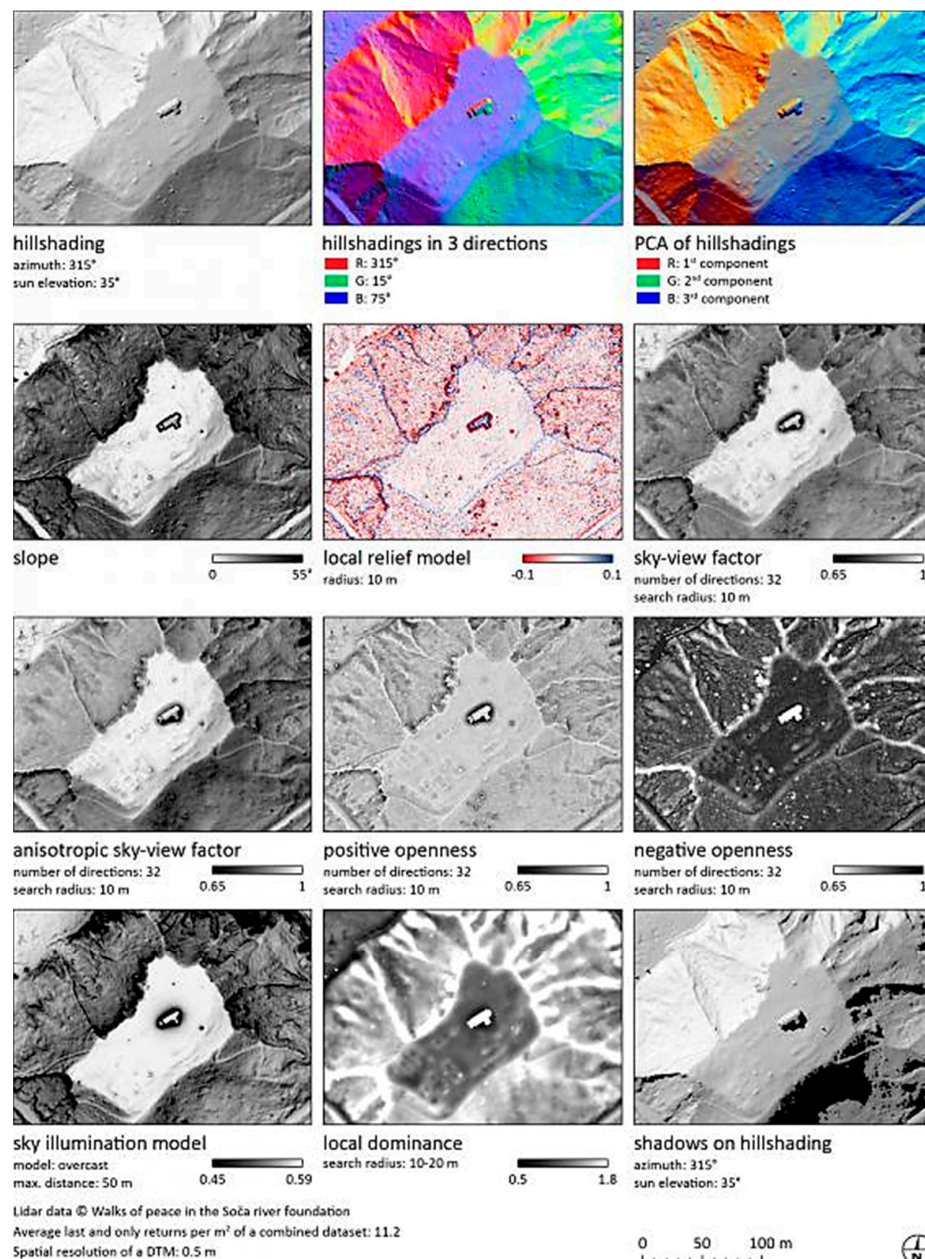 hillshading
azimuth: 315°
sun elevation: 35°
hillshadings in 3 directions
R: 315°
G: 15°
B: 75°
PCA of hillshadings
R: 1st component
G: 2nd component
B: 3rd component
slope
0 55°
local relief model
radius: 10 m
-0.1 0.1
sky-view factor
number of directions: 32
search radius: 10 m
0.65 1
anisotropic sky-view factor
number of directions: 32
search radius: 10 m
0.65 1
positive openness
number of directions: 32
search radius: 10 m
0.65 1
negative openness
number of directions: 32
search radius: 10 m
0.65 1
sky illumination model
model: overcast
max. distance: 50 m
0.45 0.59
local dominance
search radius: 10-20 m
0.5 1.8
shadows on hillshading
azimuth: 315°
sun elevation: 35°
Lidar data © Walks of peace in the Soča river foundation
Average last and only returns per m² of a combined dataset: 11.2
Spatial resolution of a DTM: 0.5 m
0 50 100 m
N